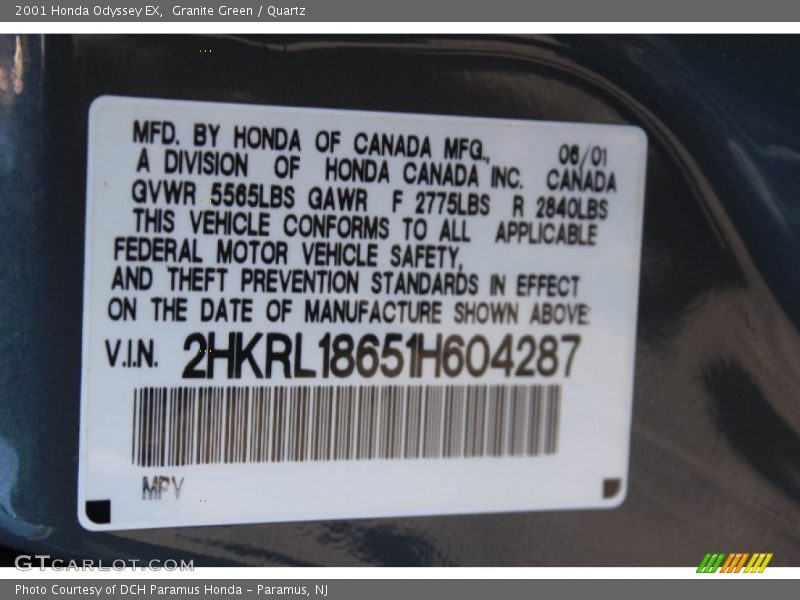 2001 Honda Odyssey EX, Granite Green / Quartz
MFD. BY HONDA OF CANADA MFG., 06/01
A DIVISION OF HONDA CANADA INC. CANADA
GVWR 5565LBS GAWR F 2775LBS R 2840LBS
THIS VEHICLE CONFORMS TO ALL APPLICABLE
FEDERAL MOTOR VEHICLE SAFETY,
AND THEFT PREVENTION STANDARDS IN EFFECT
ON THE DATE OF MANUFACTURE SHOWN ABOVE.
V.I.N. 2HKRL18651H604287
MPV
GTCARLOT.COM
Photo Courtesy of DCH Paramus Honda - Paramus, NJ